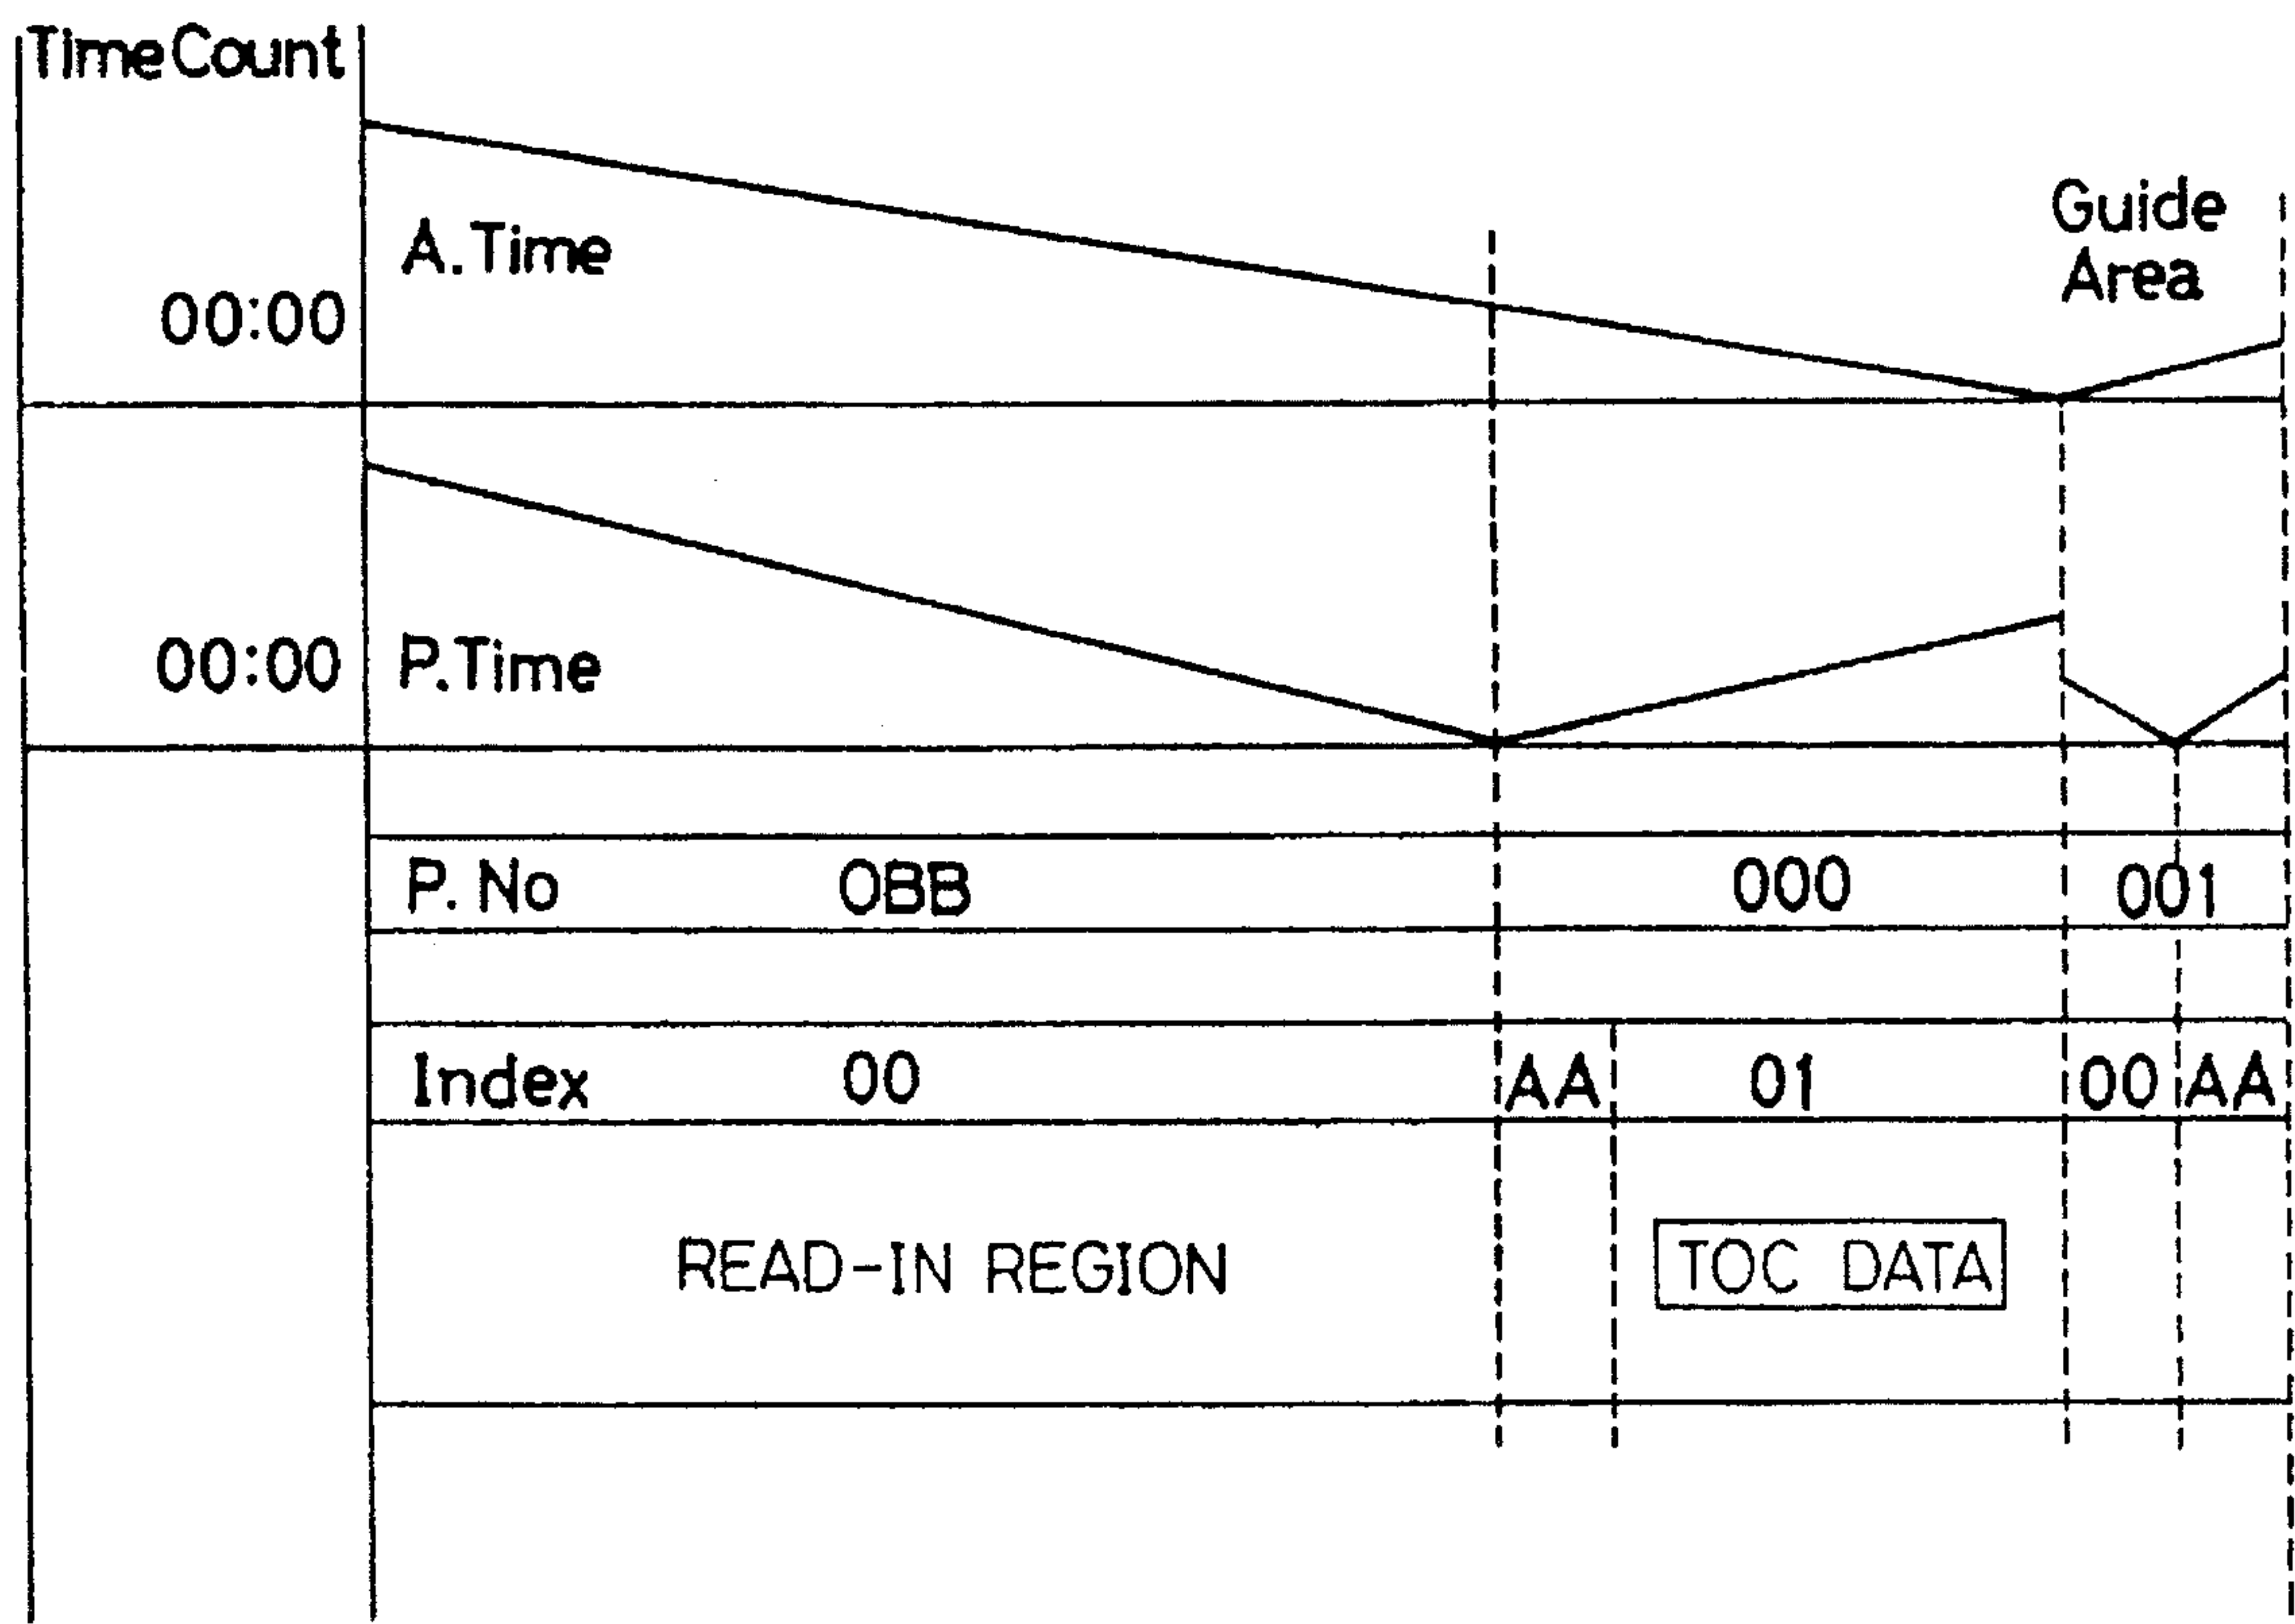 Time Count
Guide
Area
A.Time
00:00
00:00 P.Time
P. No 0BB 000 001
Index 00 AA 01 00 AA
READ-IN REGION TOC DATA